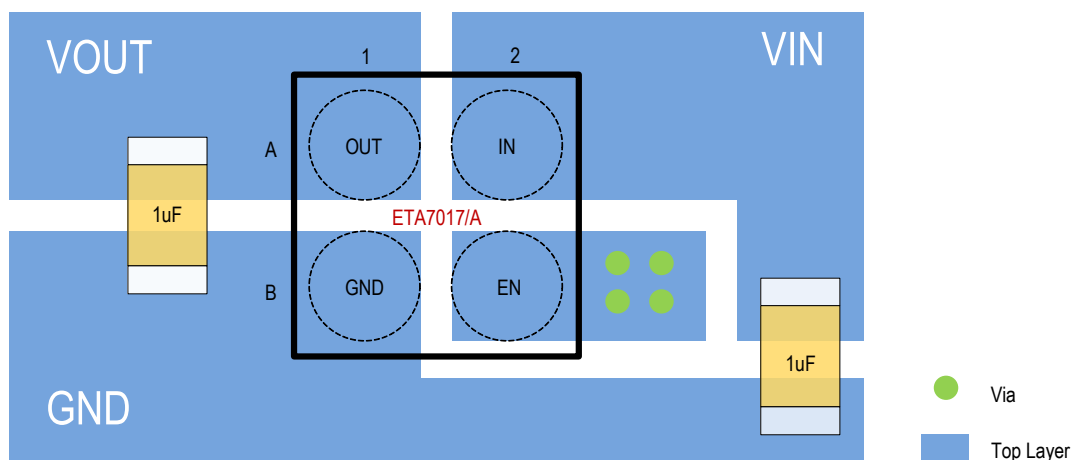 VOUT
VIN
1
2
A
OUT
IN
1uF
ETA7017/A
B
GND
EN
1uF
GND
Via
Top Layer